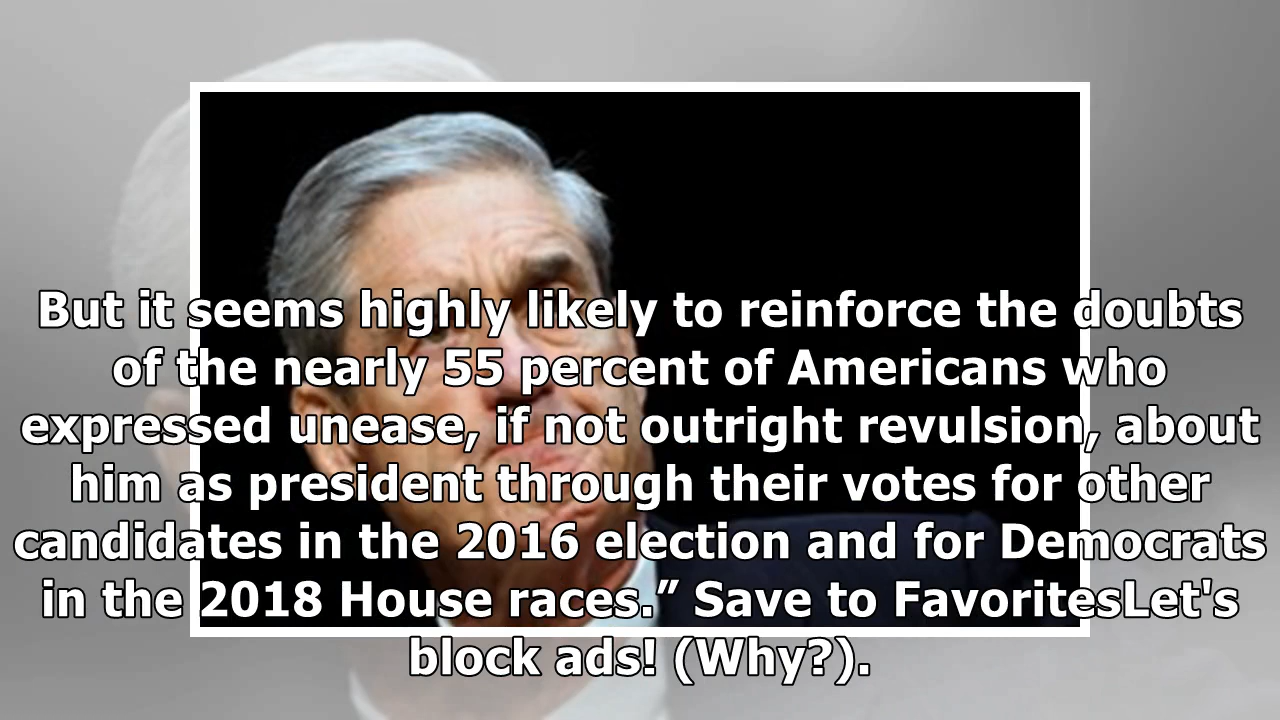 But it seems highly likely to reinforce the doubts
of the nearly 55 percent of Americans who
expressed unease, if not outright revulsion, about
him as president through their votes for other
candidates in the 2016 election and for Democrats
in the 2018 House races.” Save to FavoritesLet's
block ads! (Why?).